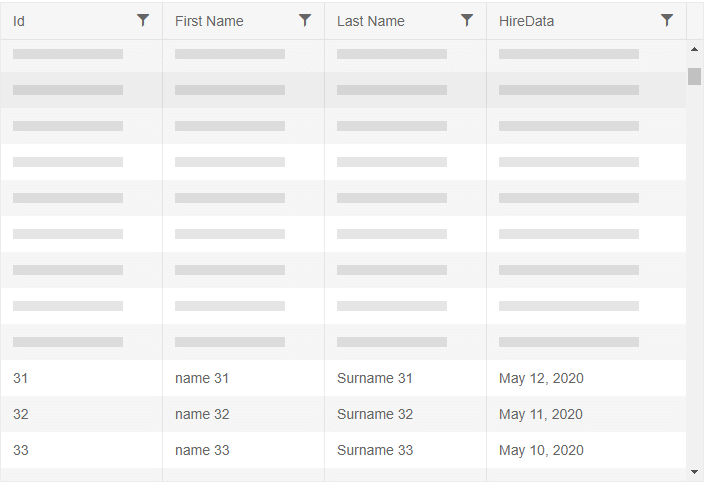 Id First Name Last Name HireData
31 name 31 Surname 31 May 12, 2020
32 name 32 Surname 32 May 11, 2020
33 name 33 Surname 33 May 10, 2020